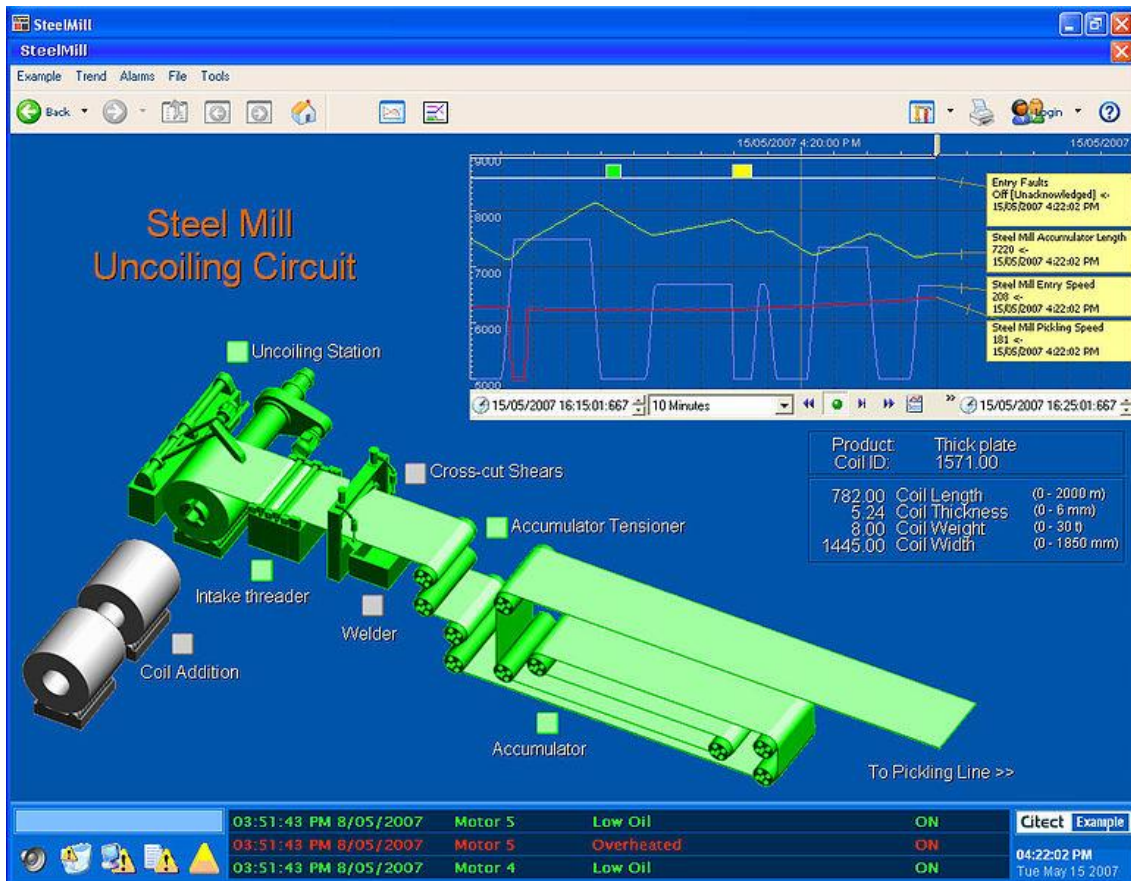 SteelMill
SteelMill
Example Trend Alarms File Tools
Back
Login
15/05/2007 4:20:00 PM
15/05/2007
9000
8000
7000
6000
5000
Entry Faults
Off [Unacknowledged] <-
15/05/2007 4:22:02 PM
Steel Mill Accumulator Length
7220 <-
15/05/2007 4:22:02 PM
Steel Mill Entry Speed
208 <-
15/05/2007 4:22:02 PM
Steel Mill Pickling Speed
181 <-
15/05/2007 4:22:02 PM
15/05/2007 16:15:01:667
10 Minutes
15/05/2007 16:25:01:667
Steel Mill
Uncoiling Circuit
Uncoiling Station
Cross-cut Shears
Accumulator Tensioner
Intake threader
Welder
Coil Addition
Accumulator
To Pickling Line >>
Product: Thick plate
Coil ID: 1571.00
782.00 Coil Length (0 - 2000 m)
5.24 Coil Thickness (0 - 6 mm)
8.00 Coil Weight (0 - 30 t)
1445.00 Coil Width (0 - 1850 mm)
03:51:43 PM 8/05/2007 Motor 5 Low Oil ON
03:51:43 PM 8/05/2007 Motor 5 Overheated ON
03:51:43 PM 8/05/2007 Motor 4 Low Oil ON
Citect Example
04:22:02 PM
Tue May 15 2007